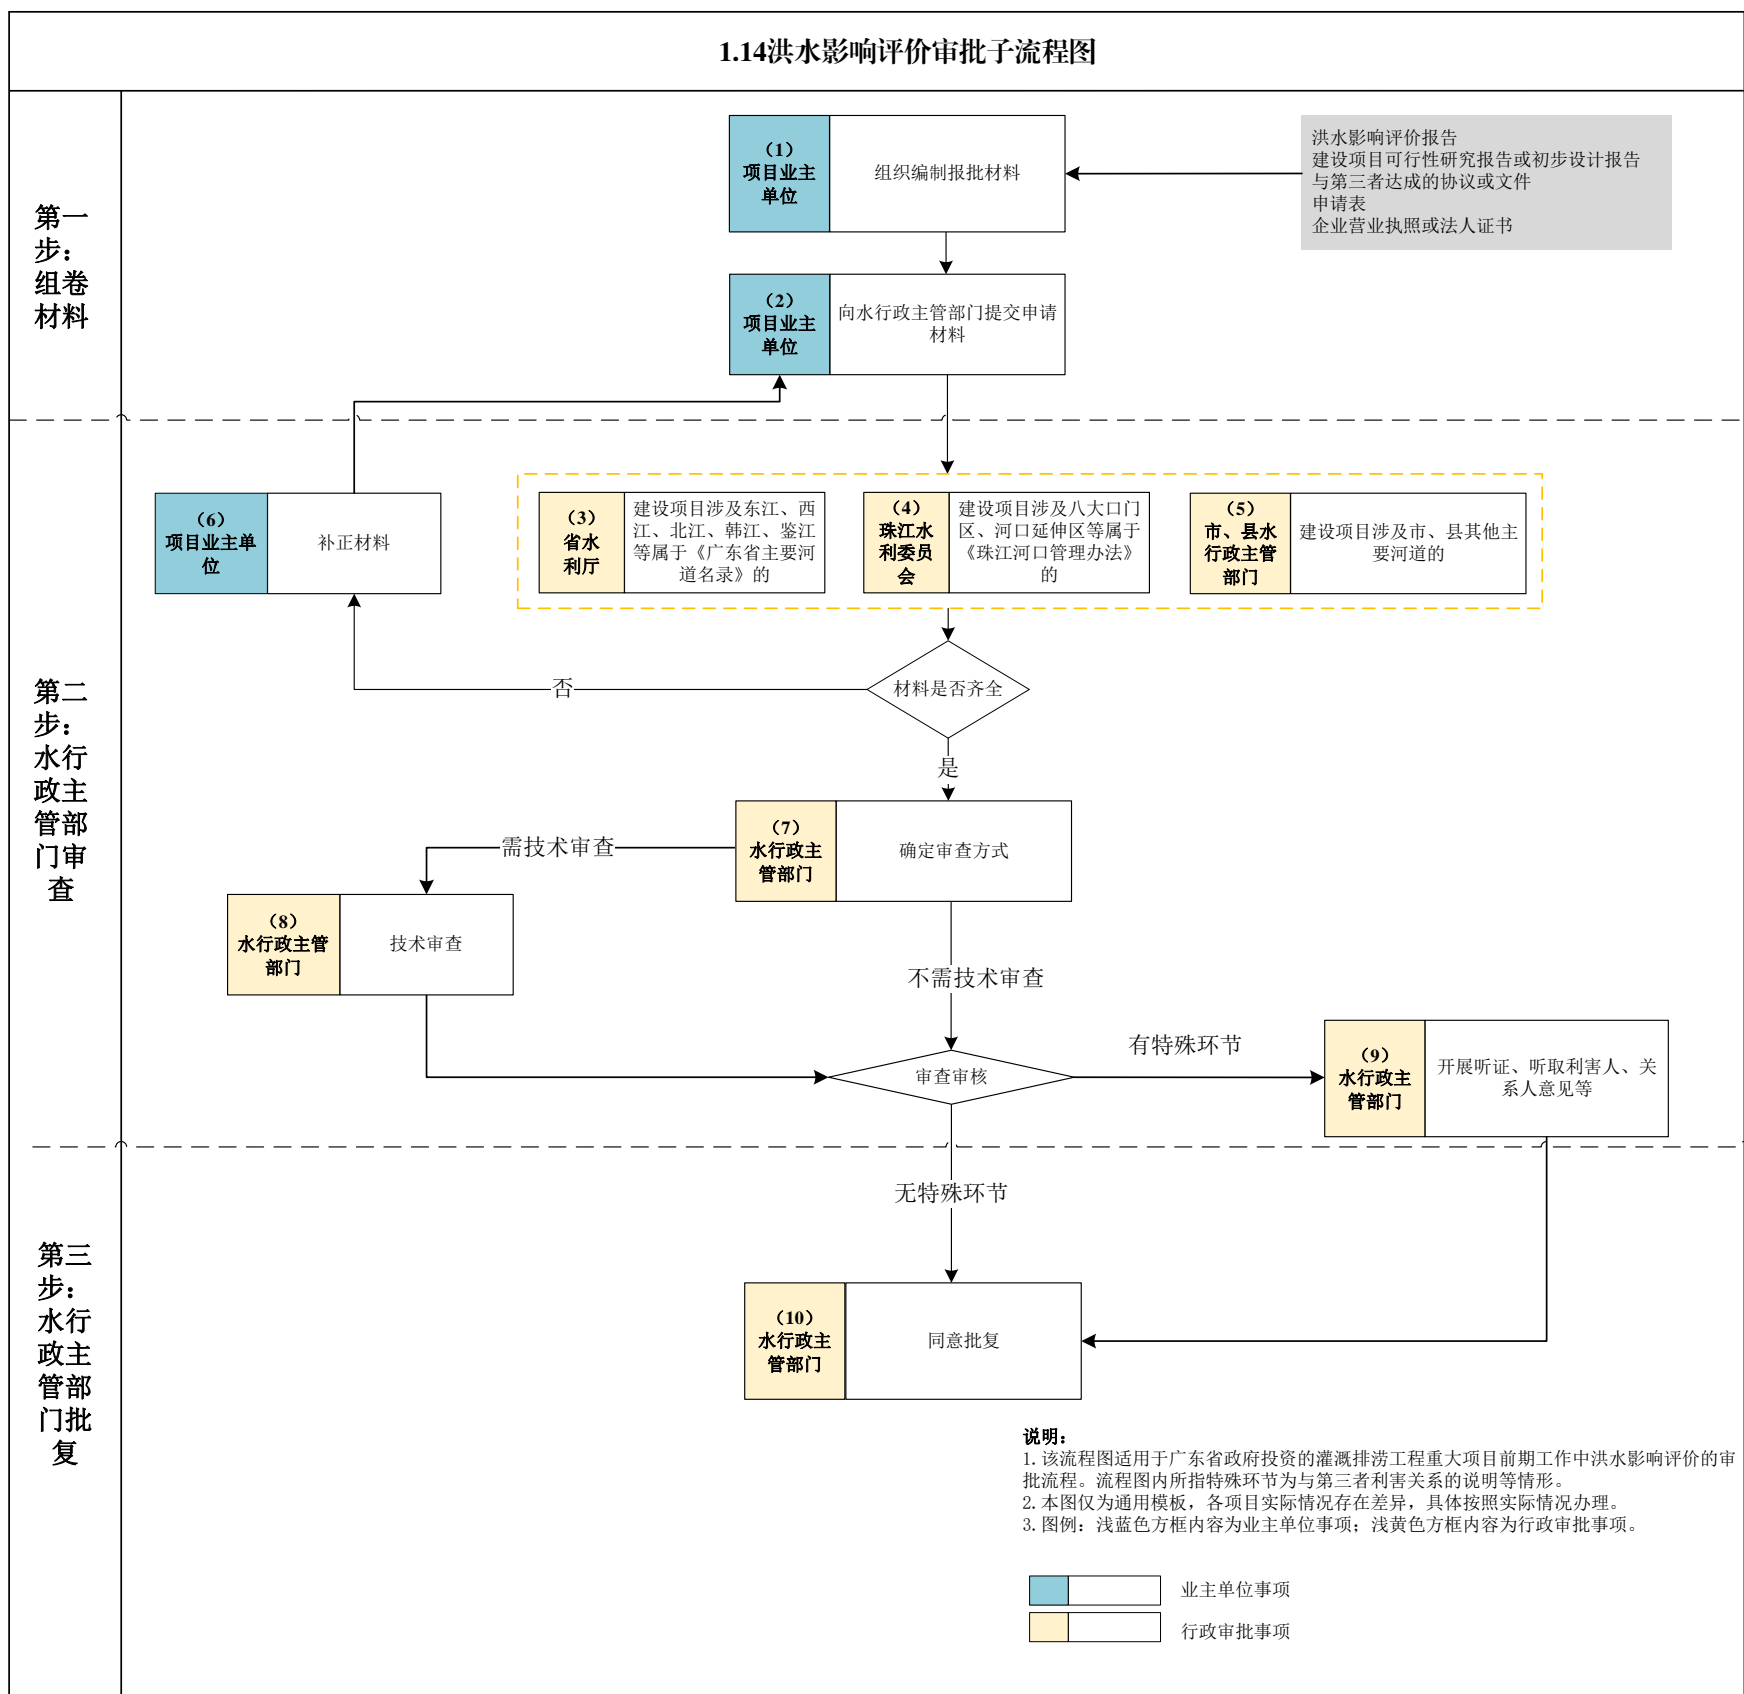 1.14洪水影响评价审批子流程图
第一
步：
组卷
材料
（1）
项目业主
单位
组织编制报批材料
洪水影响评价报告
建设项目可行性研究报告或初步设计报告
与第三者达成的协议或文件
申请表
企业营业执照或法人证书
（2）
项目业主
单位
向水行政主管部门提交申请
材料
第二
步：
水行
政主
管部
门审
查
（6）
项目业主单
位
补正材料
（3）
省水
利厅
建设项目涉及东江、西
江、北江、韩江、鉴江
等属于《广东省主要河
道名录》的
（4）
珠江水
利委员
会
建设项目涉及八大口门
区、河口延伸区等属于
《珠江河口管理办法》
的
（5）
市、县水
行政主管
部门
建设项目涉及市、县其他主
要河道的
材料是否齐全
否
是
（7）
水行政主
管部门
确定审查方式
需技术审查
（8）
水行政主管
部门
技术审查
不需技术审查
审查审核
有特殊环节
（9）
水行政主
管部门
开展听证、听取利害人、关
系人意见等
无特殊环节
第三
步：
水行
政主
管部
门批
复
（10）
水行政主
管部门
同意批复
说明：
1. 该流程图适用于广东省政府投资的灌溉排涝工程重大项目前期工作中洪水影响评价的审
批流程。流程图内所指特殊环节为与第三者利害关系的说明等情形。
2. 本图仅为通用模板，各项目实际情况存在差异，具体按照实际情况办理。
3. 图例：浅蓝色方框内容为业主单位事项；浅黄色方框内容为行政审批事项。
业主单位事项
行政审批事项